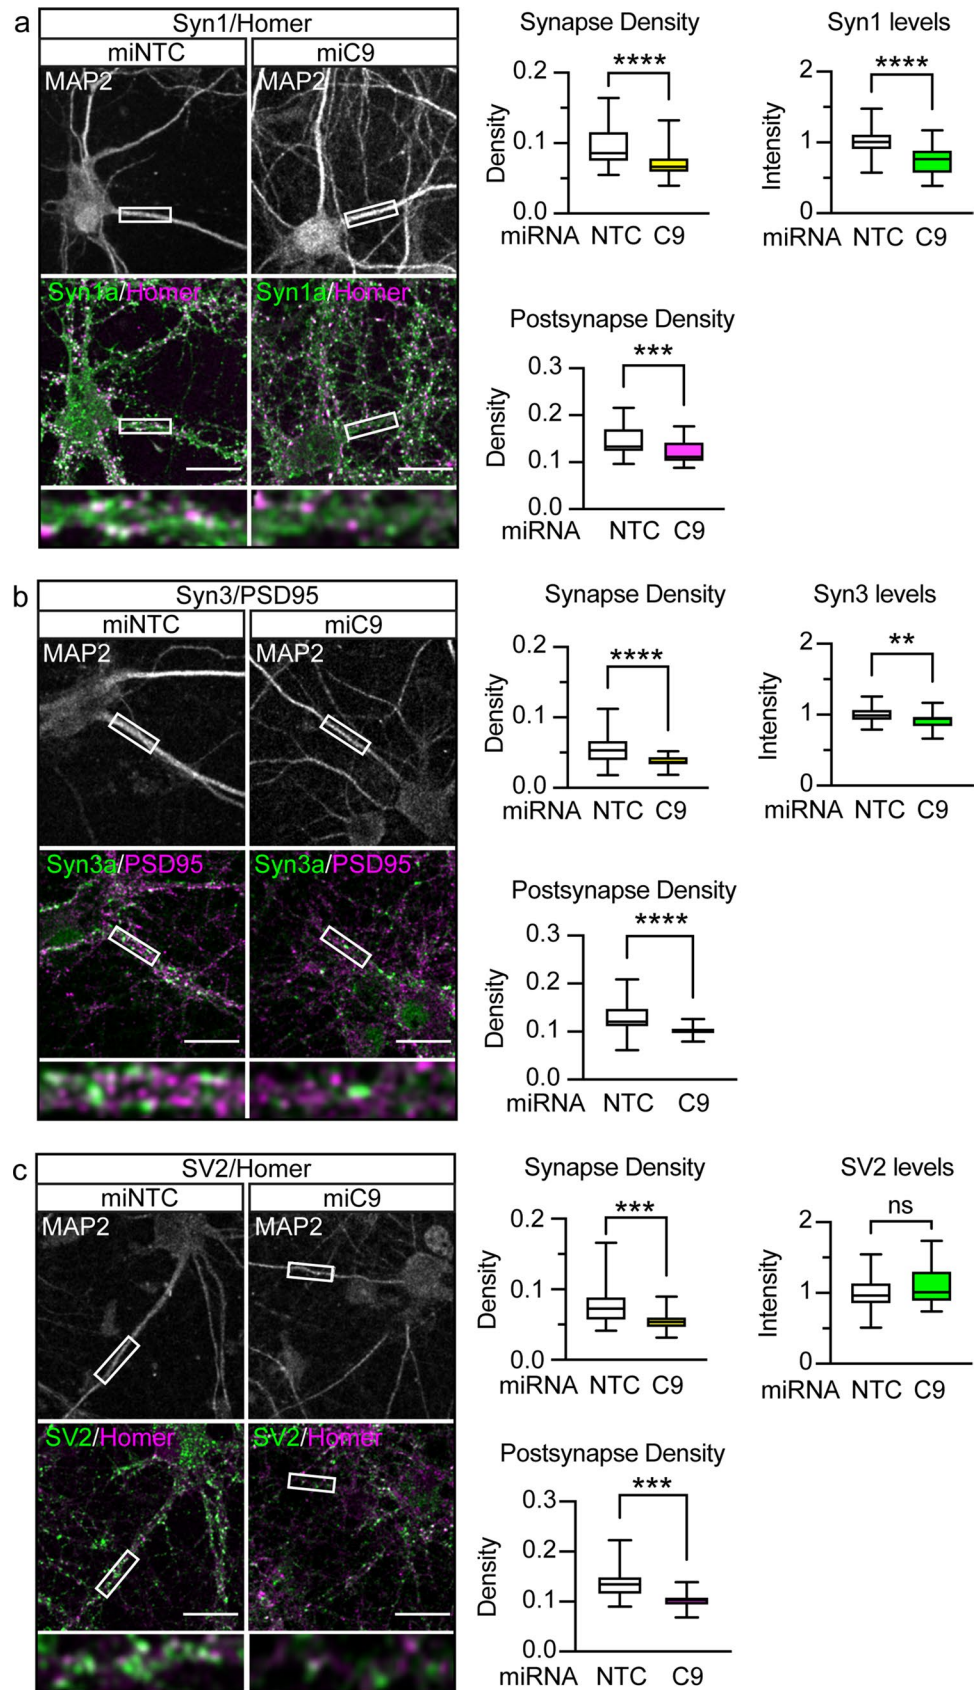 a
Syn1/Homer
miNTC
miC9
MAP2
MAP2
Syn1a/Homer
Syn1a/Homer
Synapse Density
****
0.2
0.1
0.0
Density
miRNA NTC C9
Syn1 levels
****
2
1
0
Intensity
miRNA NTC C9
Postsynapse Density
***
0.3
0.2
0.1
0.0
Density
miRNA NTC C9
b
Syn3/PSD95
miNTC
miC9
MAP2
MAP2
Syn3a/PSD95
Syn3a/PSD95
Synapse Density
****
0.2
0.1
0.0
Density
miRNA NTC C9
Syn3 levels
**
2
1
0
Intensity
miRNA NTC C9
Postsynapse Density
****
0.3
0.2
0.1
0.0
Density
miRNA NTC C9
c
SV2/Homer
miNTC
miC9
MAP2
MAP2
SV2/Homer
SV2/Homer
Synapse Density
***
0.2
0.1
0.0
Density
miRNA NTC C9
SV2 levels
ns
2
1
0
Intensity
miRNA NTC C9
Postsynapse Density
***
0.3
0.2
0.1
0.0
Density
miRNA NTC C9